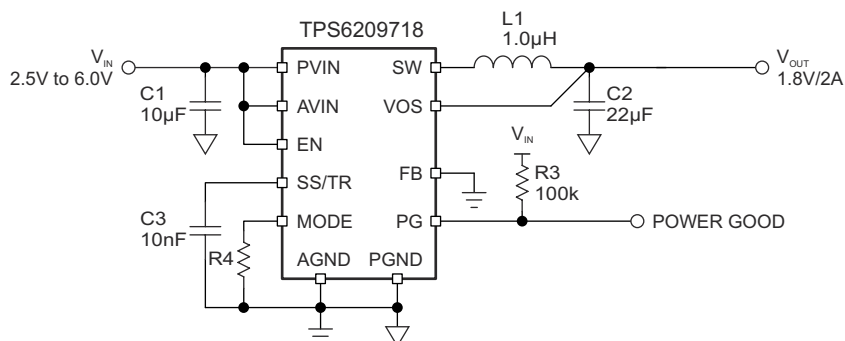 TPS6209718
L1
1.0µH
V_IN
2.5V to 6.0V
PVIN
SW
V_OUT
1.8V/2A
C1
10µF
AVIN
VOS
C2
22µF
EN
V_IN
SS/TR
FB
R3
100k
C3
10nF
MODE
PG
POWER GOOD
R4
AGND
PGND